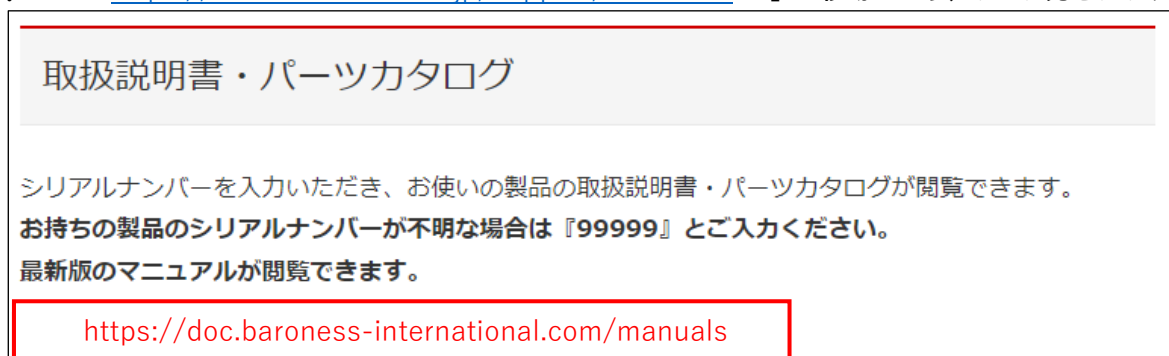 取扱説明書・パーツカタログ
シリアルナンバーを入力いただき、お使いの製品の取扱説明書・パーツカタログが閲覧できます。
お持ちの製品のシリアルナンバーが不明な場合は『99999』とご入力ください。
最新版のマニュアルが閲覧できます。
https://doc.baroness-international.com/manuals